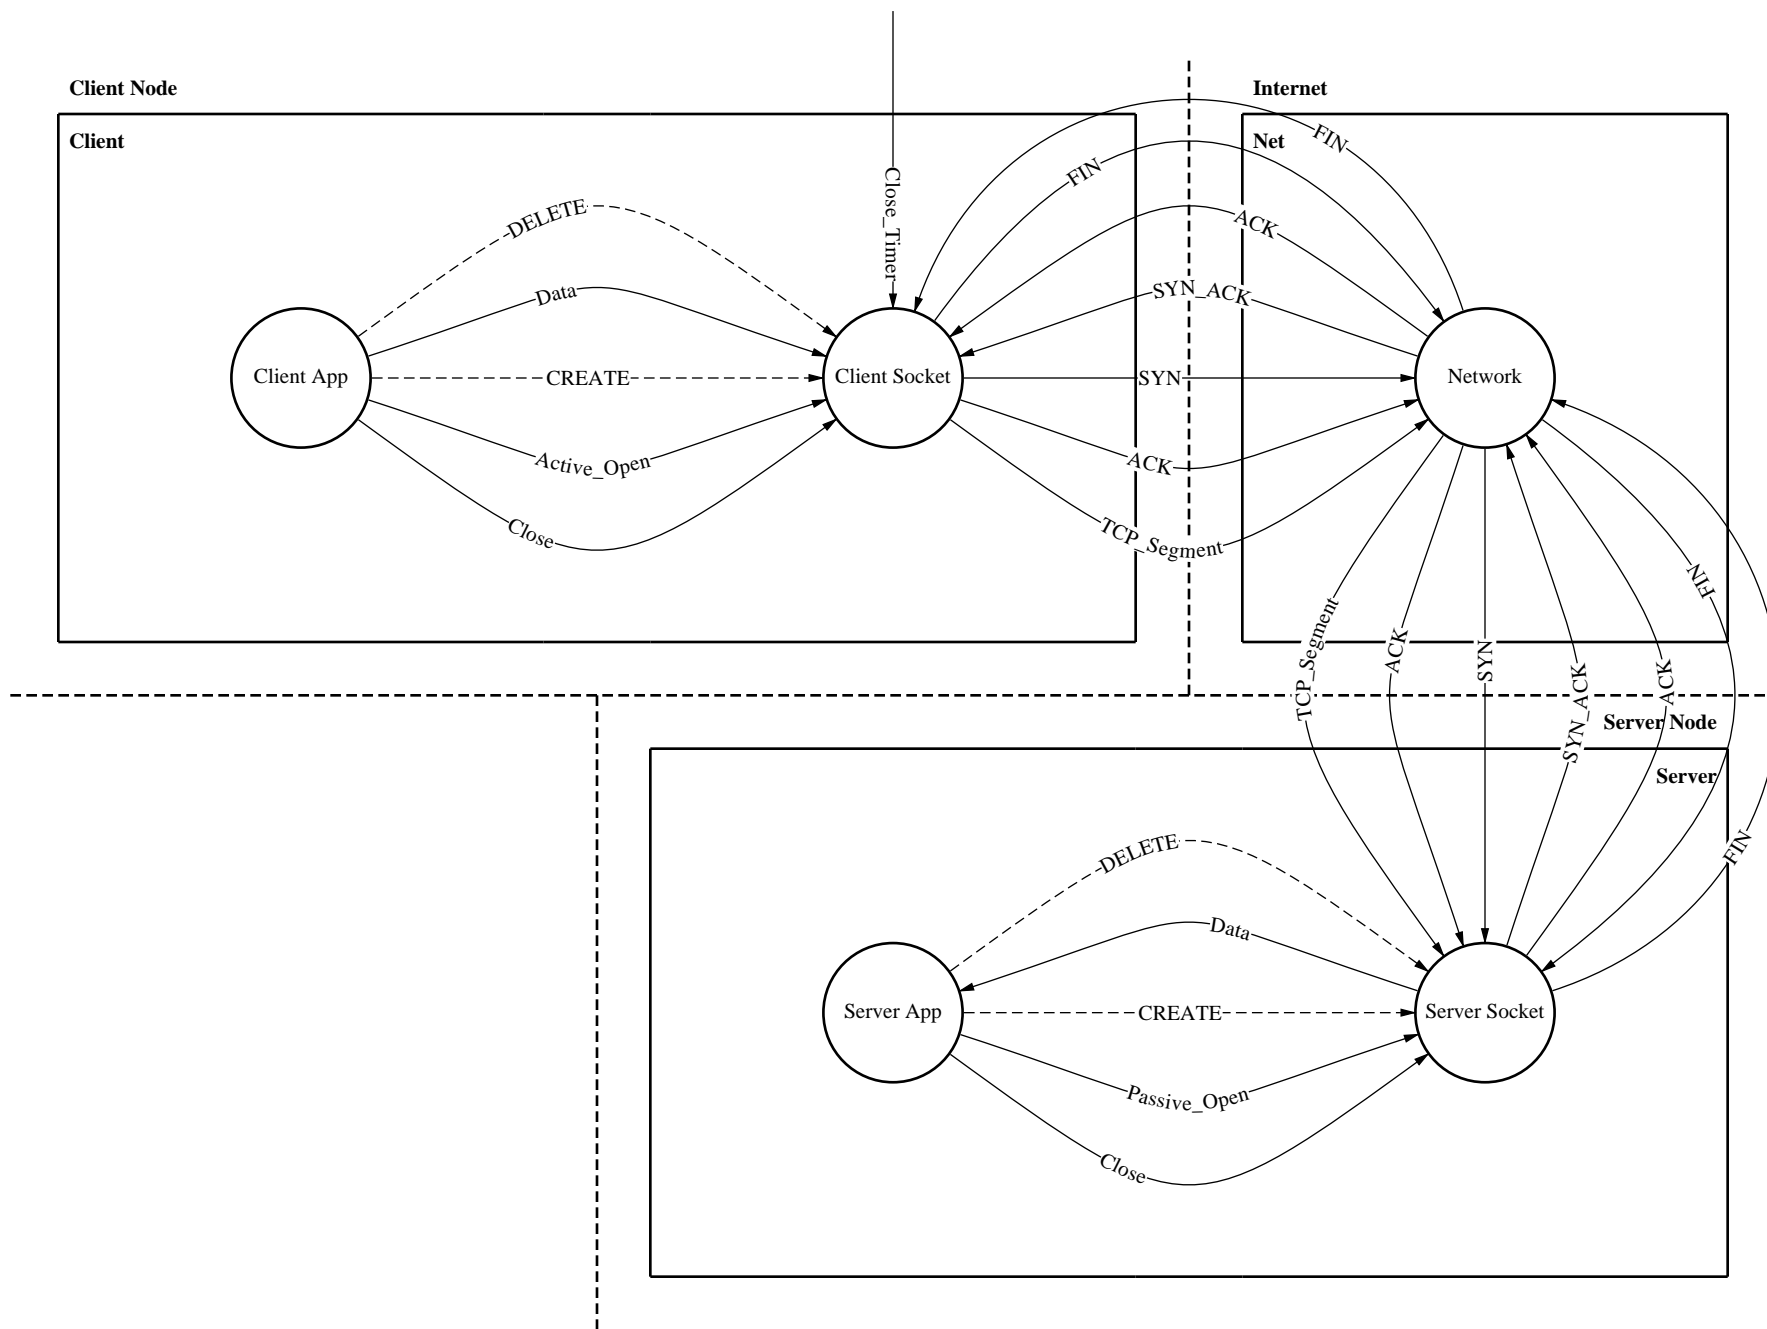 Client Node
Internet
Client
Net
FIN
FIN
Close_Timer
DELETE
ACK
Data
SYN_ACK
Client App
CREATE
Client Socket
SYN
Network
Active_Open
ACK
Close
TCP_Segment
FIN
TCP_Segment
ACK
SYN
SYN_ACK
ACK
Server Node
Server
DELETE
FIN
Data
Server App
CREATE
Server Socket
Passive_Open
Close